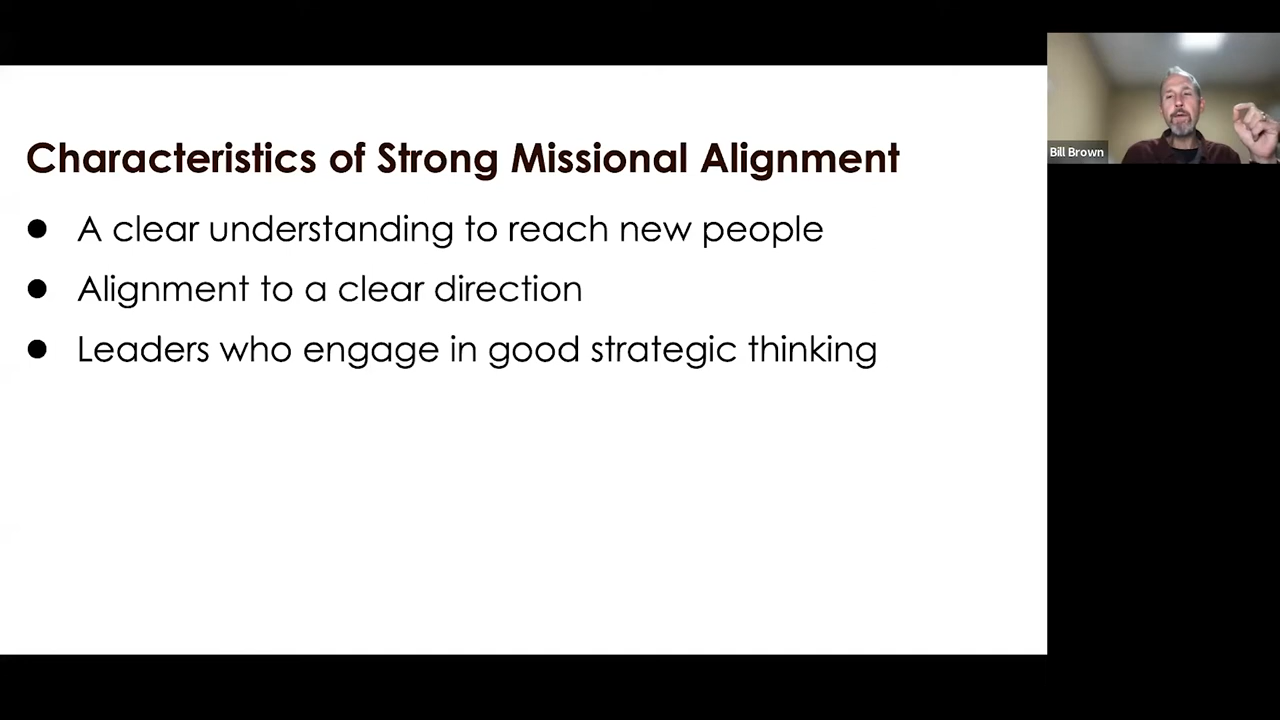 Characteristics of Strong Missional Alignment
● A clear understanding to reach new people
● Alignment to a clear direction
● Leaders who engage in good strategic thinking
Bill Brown